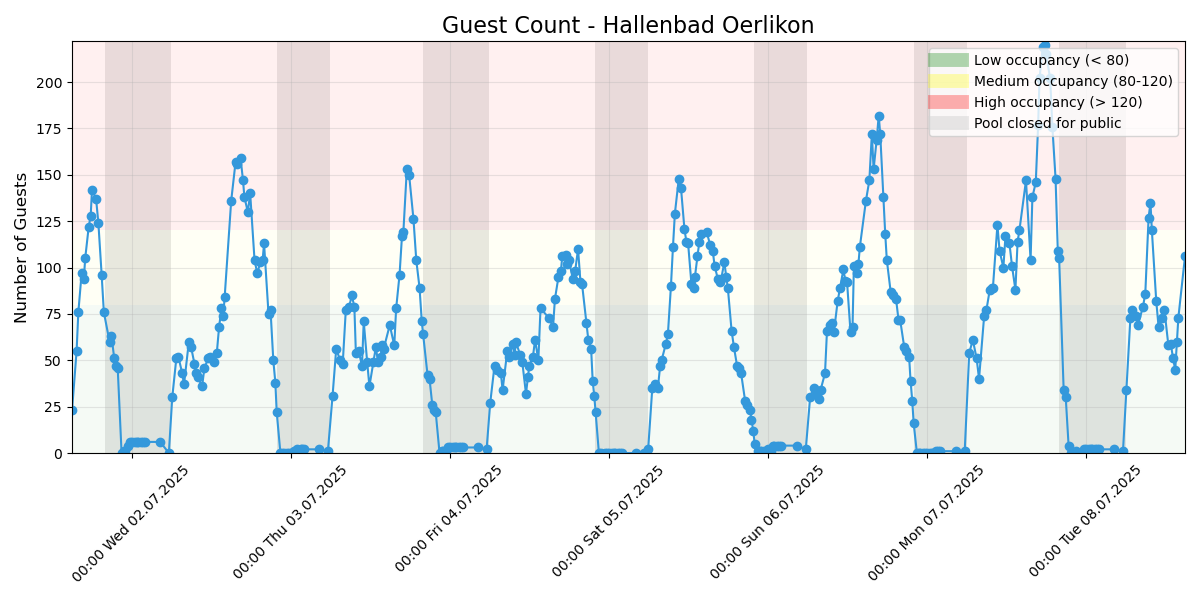 Guest Count - Hallenbad Oerlikon
Number of Guests
200
175
150
125
100
75
50
25
0
Low occupancy (< 80)
Medium occupancy (80-120)
High occupancy (> 120)
Pool closed for public
00:00 Wed 02.07.2025
00:00 Thu 03.07.2025
00:00 Fri 04.07.2025
00:00 Sat 05.07.2025
00:00 Sun 06.07.2025
00:00 Mon 07.07.2025
00:00 Tue 08.07.2025